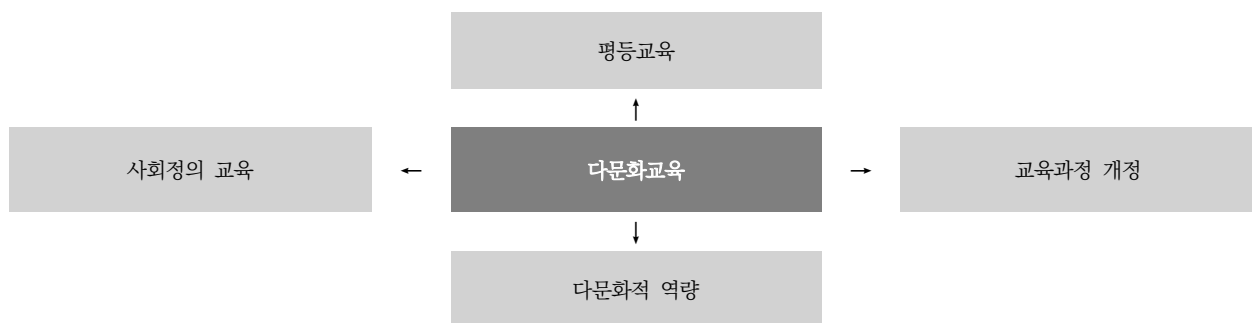 평등교육
사회정의 교육
다문화교육
교육과정 개정
다문화적 역량